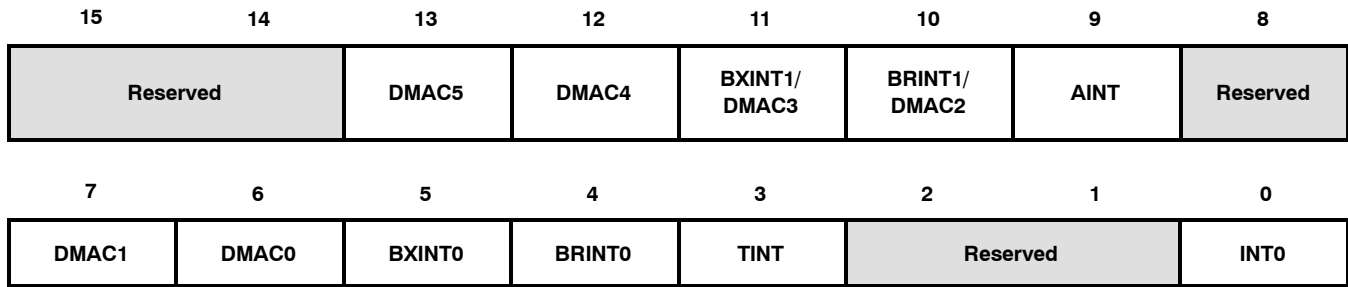 15 14 13 12 11 10 9 8
Reserved DMAC5 DMAC4 BXINT1/ DMAC3 BRINT1/ DMAC2 AINT Reserved
7 6 5 4 3 2 1 0
DMAC1 DMAC0 BXINT0 BRINT0 TINT Reserved INT0